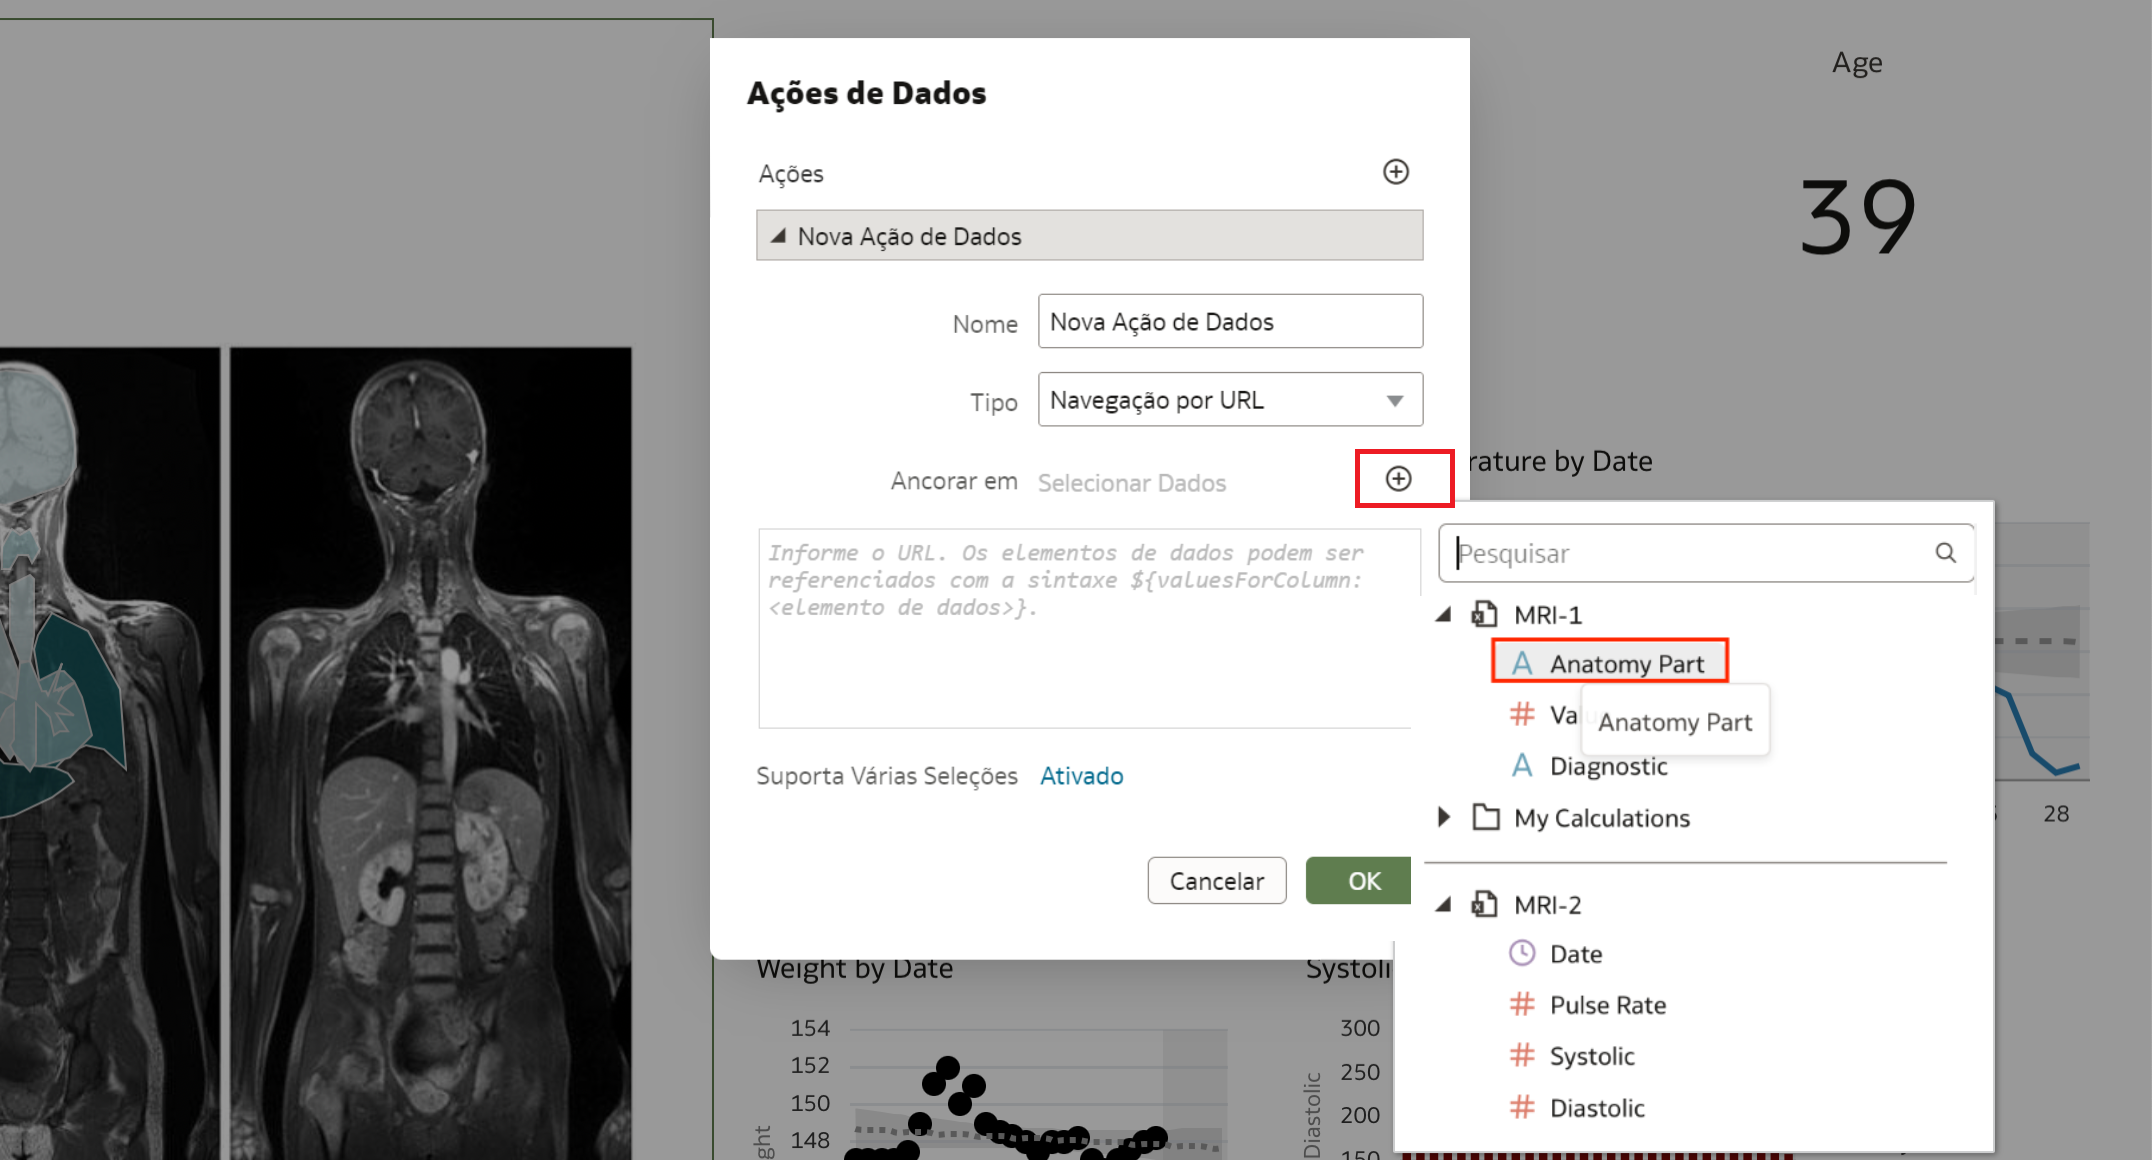 Age
39
Ações de Dados
Ações
Nova Ação de Dados
Nome
Nova Ação de Dados
Tipo
Navegação por URL
Ancorar em
Selecionar Dados
Informe o URL. Os elementos de dados podem ser
referenciados com a sintaxe ${valuesForColumn:
<elemento de dados>}.
Suporta Várias Seleções
Ativado
Cancelar
OK
rature by Date
28
Pesquisar
MRI-1
Anatomy Part
Anatomy Part
Diagnostic
My Calculations
MRI-2
Date
Pulse Rate
Systolic
Diastolic
Weight by Date
154
152
150
148
ght
Systoli
300
250
200
150
Diastolic